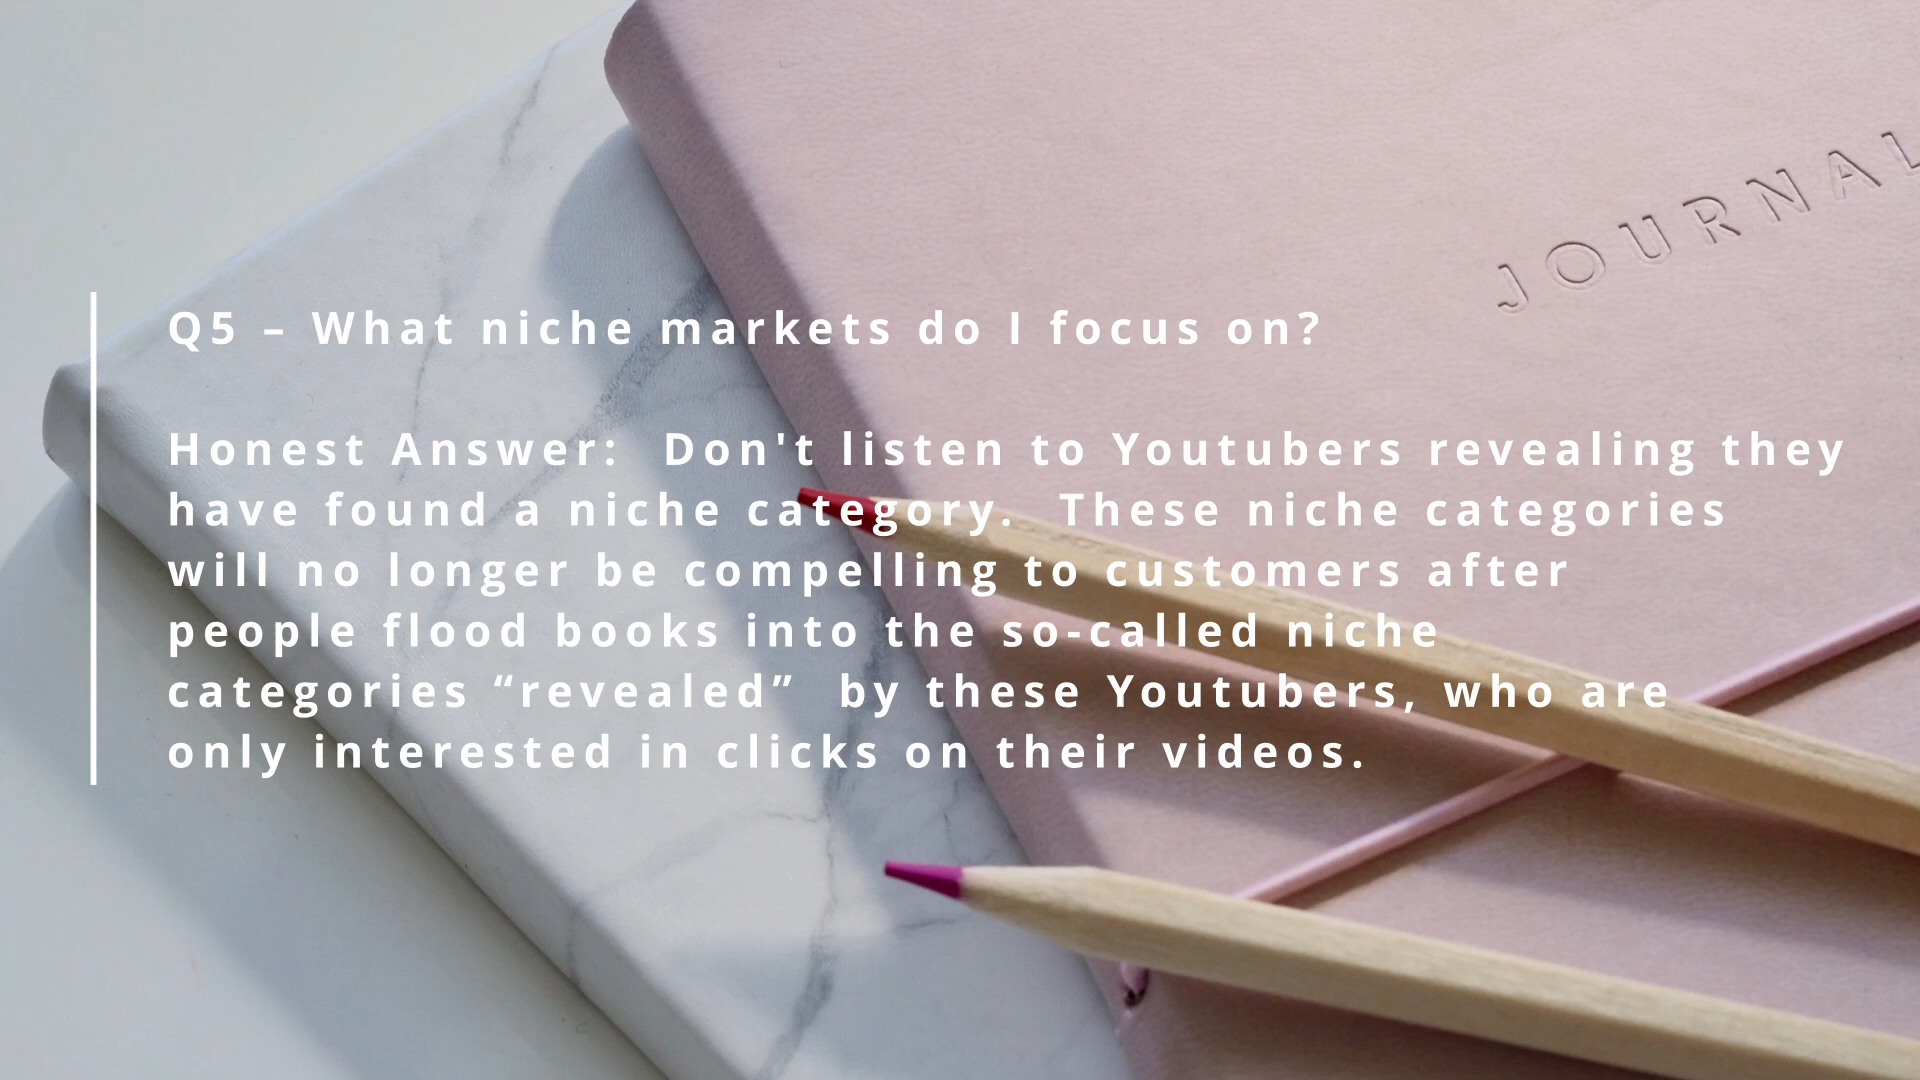 JOURNAL
Q5 – What niche markets do I focus on?
Honest Answer:  Don't listen to Youtubers revealing they
have found a niche category.  These niche categories
will no longer be compelling to customers after
people flood books into the so-called niche
categories “revealed”  by these Youtubers, who are
only interested in clicks on their videos.